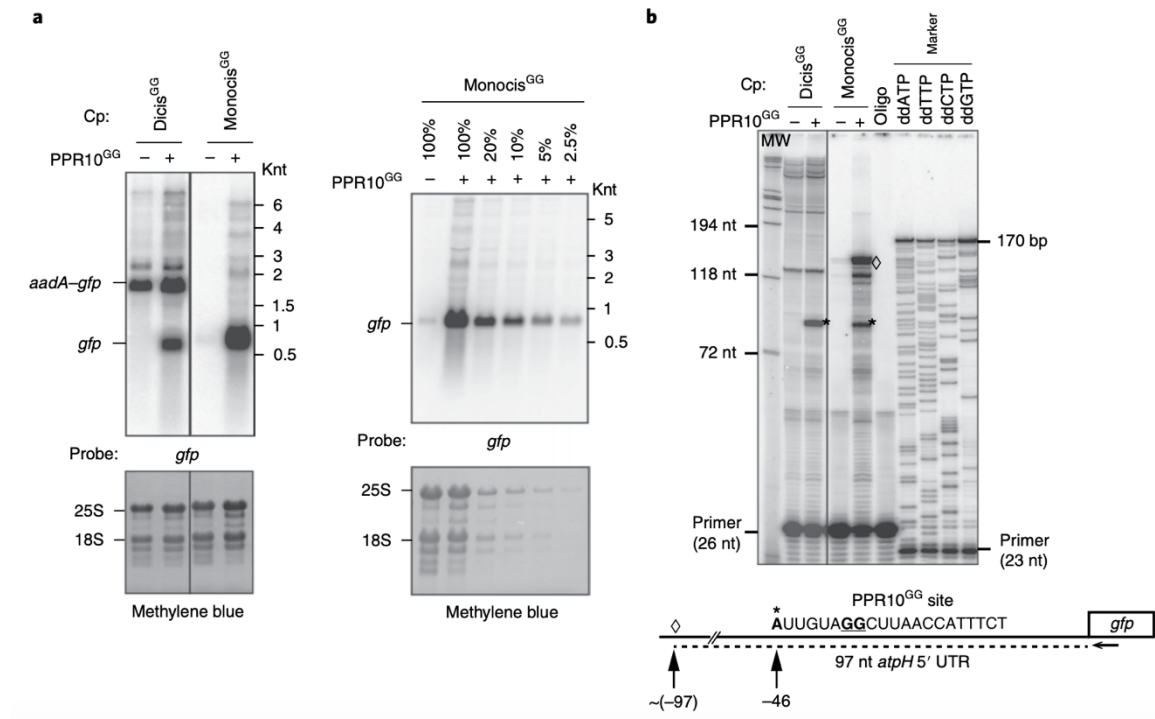 a
Cp:
Dicis^GG
Monocis^GG
PPR10^GG
− + − +
Knt
6
4
3
2
1.5
1
0.5
aadA–gfp
gfp
Probe: gfp
25S
18S
Methylene blue
Monocis^GG
100% 100% 20% 10% 5% 2.5%
PPR10^GG − + + + + +
Knt
5
3
2
1
0.5
gfp
Probe: gfp
25S
18S
Methylene blue
b
Cp:
Dicis^GG
Monocis^GG
Oligo
Marker
ddATP
ddTTP
ddCTP
ddGTP
PPR10^GG − + − +
MW
194 nt
118 nt
72 nt
Primer
(26 nt)
◊
*
*
170 bp
Primer
(23 nt)
PPR10^GG site
*
◊
AUUGUAGGCUUAACCATTTCT
gfp
97 nt atpH 5′ UTR
~(−97)
−46